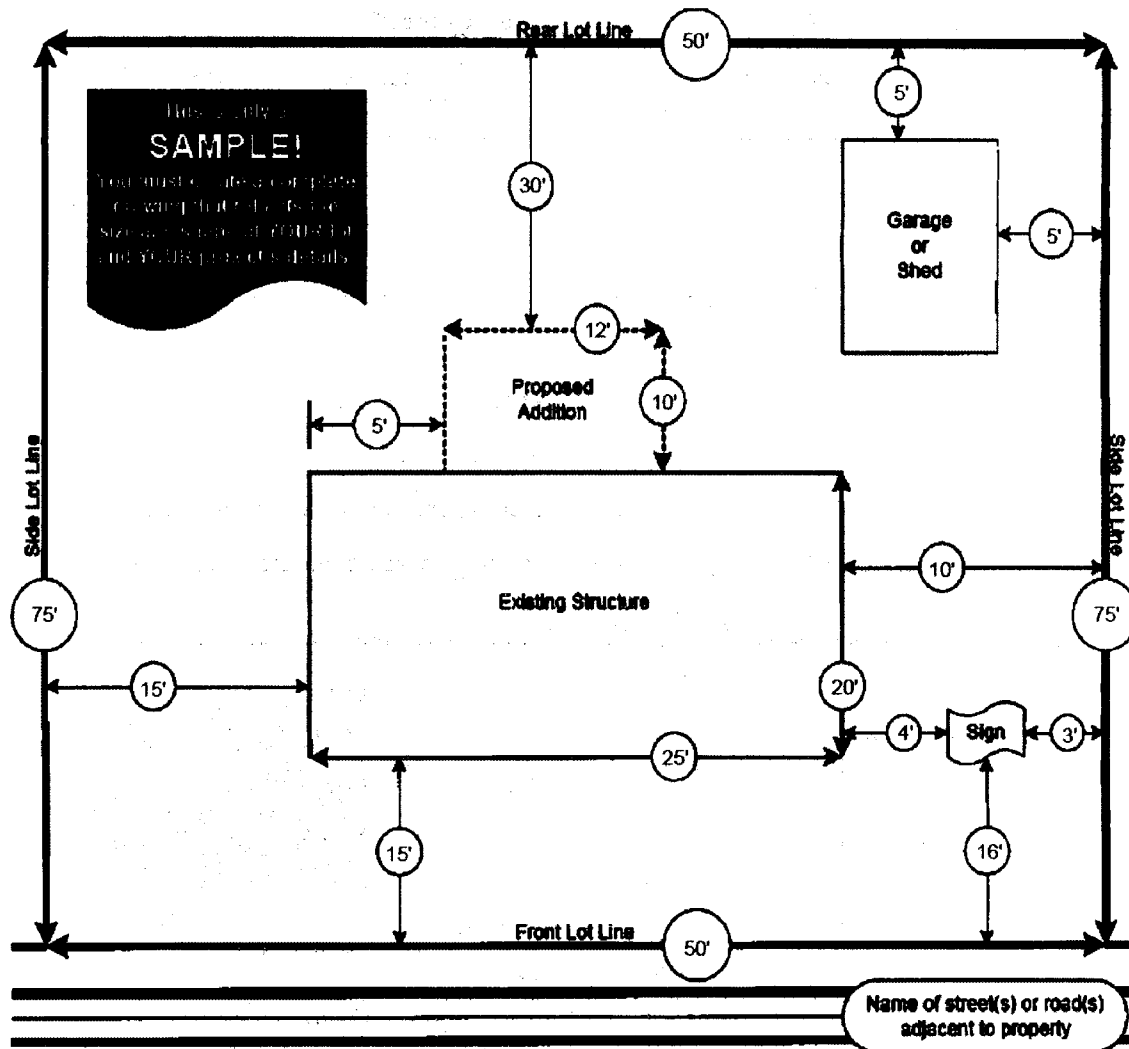 Rear Lot Line
50'
5'
SAMPLE!
30'
Garage
or
Shed
5'
12'
Proposed
Addition
10'
5'
Side Lot Line
Side Lot Line
10'
Existing Structure
75'
75'
15'
20'
4'
Sign
3'
25'
15'
16'
Front Lot Line
50'
Name of street(s) or road(s)
adjacent to property